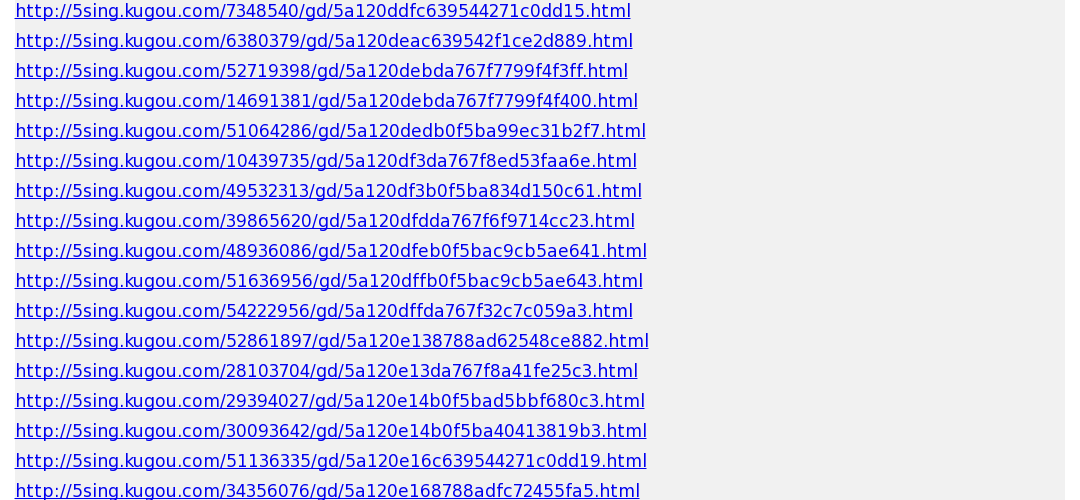 http://5sing.kugou.com/7348540/gd/5a120ddfc639544271c0dd15.html
http://5sing.kugou.com/6380379/gd/5a120deac639542f1ce2d889.html
http://5sing.kugou.com/52719398/gd/5a120debda767f7799f4f3ff.html
http://5sing.kugou.com/14691381/gd/5a120debda767f7799f4f400.html
http://5sing.kugou.com/51064286/gd/5a120dedb0f5ba99ec31b2f7.html
http://5sing.kugou.com/10439735/gd/5a120df3da767f8ed53faa6e.html
http://5sing.kugou.com/49532313/gd/5a120df3b0f5ba834d150c61.html
http://5sing.kugou.com/39865620/gd/5a120dfdda767f6f9714cc23.html
http://5sing.kugou.com/48936086/gd/5a120dfeb0f5bac9cb5ae641.html
http://5sing.kugou.com/51636956/gd/5a120dffb0f5bac9cb5ae643.html
http://5sing.kugou.com/54222956/gd/5a120dffda767f32c7c059a3.html
http://5sing.kugou.com/52861897/gd/5a120e138788ad62548ce882.html
http://5sing.kugou.com/28103704/gd/5a120e13da767f8a41fe25c3.html
http://5sing.kugou.com/29394027/gd/5a120e14b0f5bad5bbf680c3.html
http://5sing.kugou.com/30093642/gd/5a120e14b0f5ba40413819b3.html
http://5sing.kugou.com/51136335/gd/5a120e16c639544271c0dd19.html
http://5sing.kugou.com/34356076/gd/5a120e168788adfc72455fa5.html